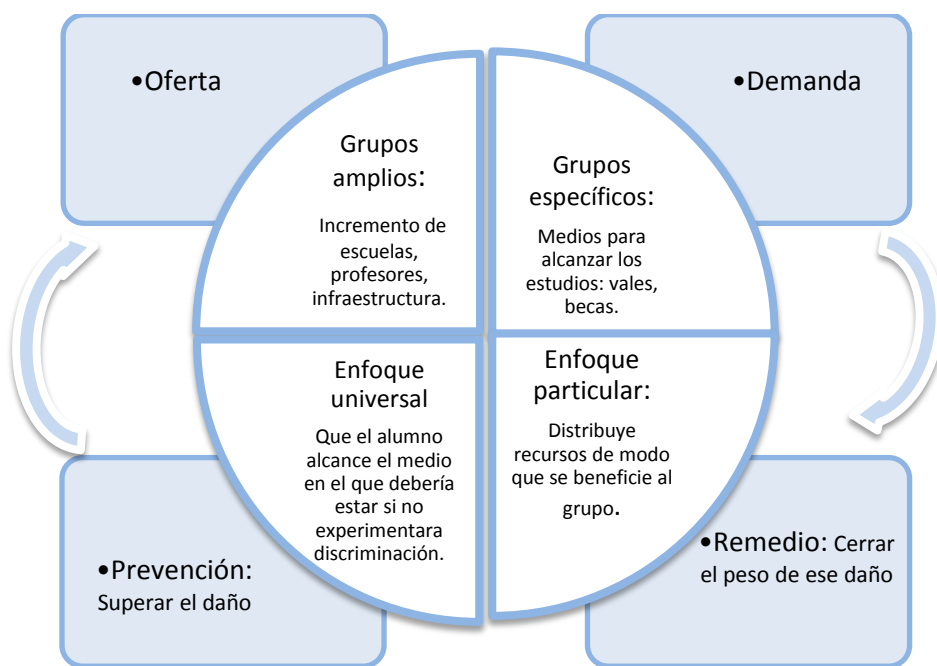 •Oferta
Grupos
amplios:
Incremento de
escuelas,
profesores,
infraestructura.
•Demanda
Grupos
específicos:
Medios para
alcanzar los
estudios: vales,
becas.
Enfoque
universal
Que el alumno
alcance el medio
en el que debería
estar si no
experimentara
discriminación.
Enfoque
particular:
Distribuye
recursos de modo
que se beneficie al
grupo.
•Prevención:
Superar el daño
•Remedio: Cerrar
el peso de ese daño